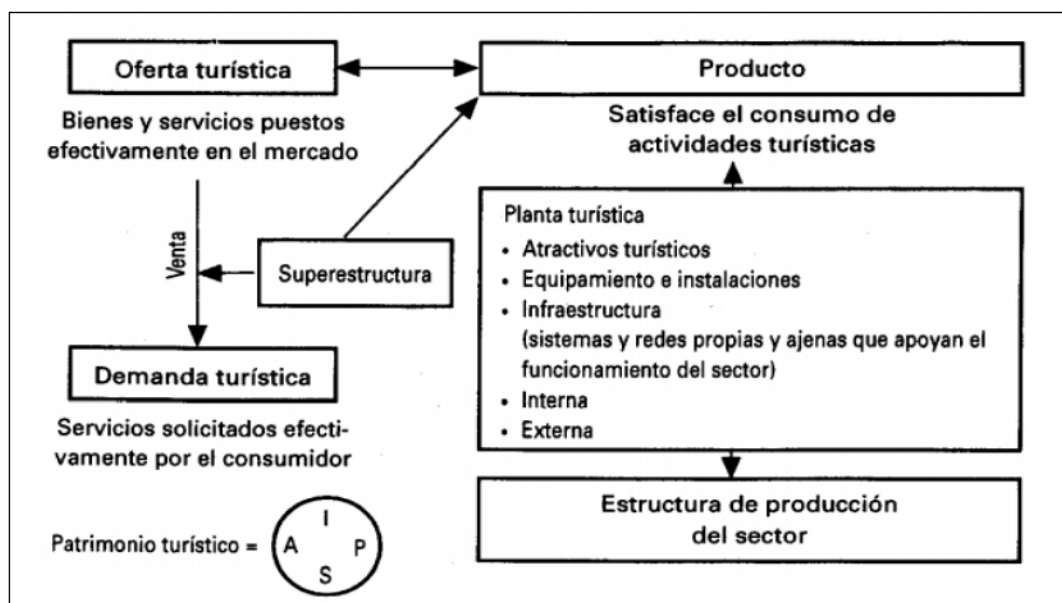 Oferta turística
Bienes y servicios puestos
efectivamente en el mercado
Venta
Superestructura
Demanda turística
Servicios solicitados efecti-
vamente por el consumidor
Patrimonio turístico =
I
A P
S
Producto
Satisface el consumo de
actividades turísticas
Planta turística
• Atractivos turísticos
• Equipamiento e instalaciones
• Infraestructura
(sistemas y redes propias y ajenas que apoyan el
funcionamiento del sector)
• Interna
• Externa
Estructura de producción
del sector